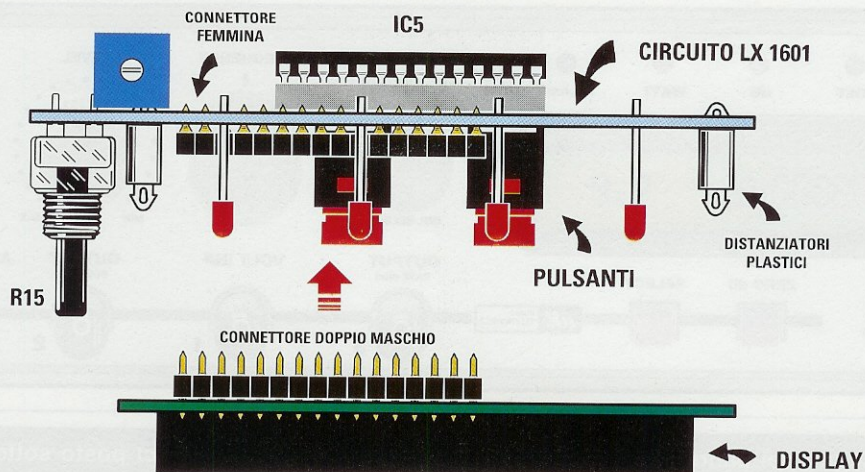 CONNETTORE
FEMMINA
IC5
CIRCUITO LX 1601
R15
PULSANTI
DISTANZIATORI
PLASTICI
CONNETTORE DOPPIO MASCHIO
DISPLAY